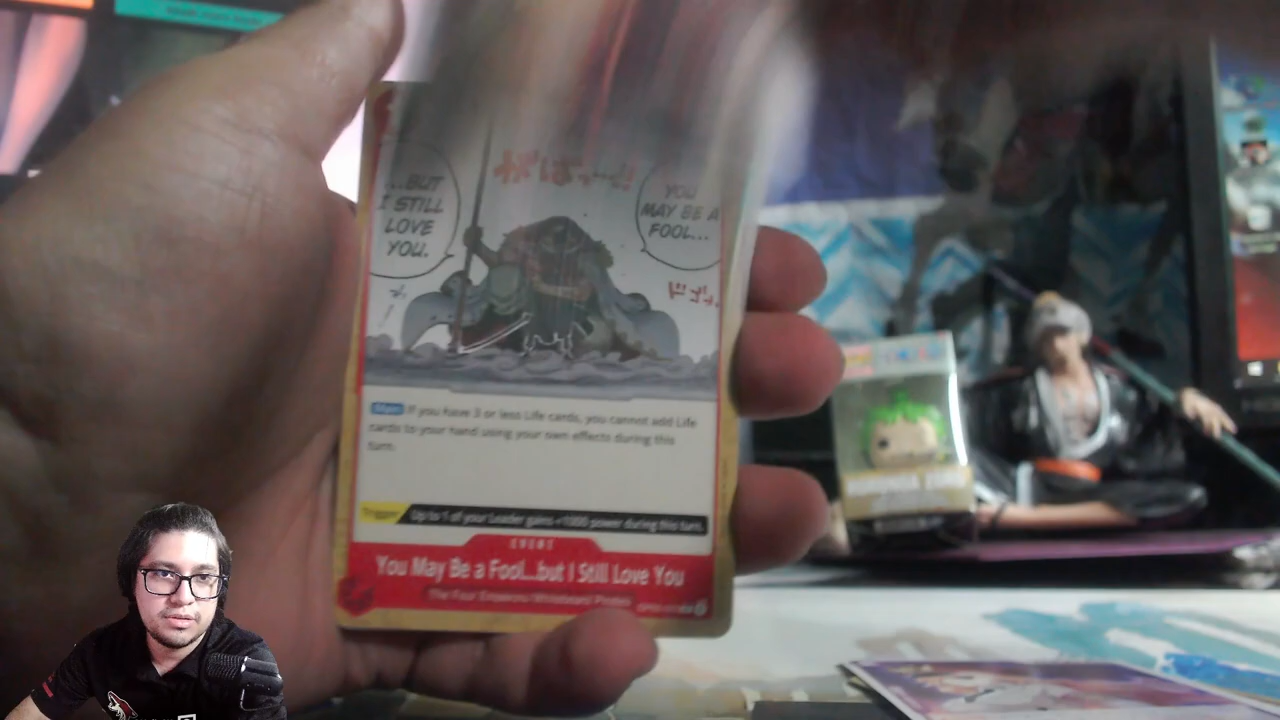 ...BUT
I STILL
LOVE
YOU.
YOU
MAY BE A
FOOL...
If you have 3 or less Life cards, you cannot add Life
cards to your hand using your own effects during this
turn.
Trigger Up to 1 of your Leader gains +1000 power during this turn.
EVENT
You May Be a Fool...but I Still Love You
The Four Emperors/Whitebeard Pirates